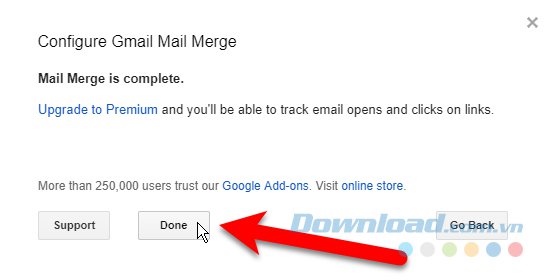 Configure Gmail Mail Merge
Mail Merge is complete.
Upgrade to Premium and you'll be able to track email opens and clicks on links.
More than 250,000 users trust our Google Add-ons. Visit online store.
Support Done Go Back
Download.com.vn